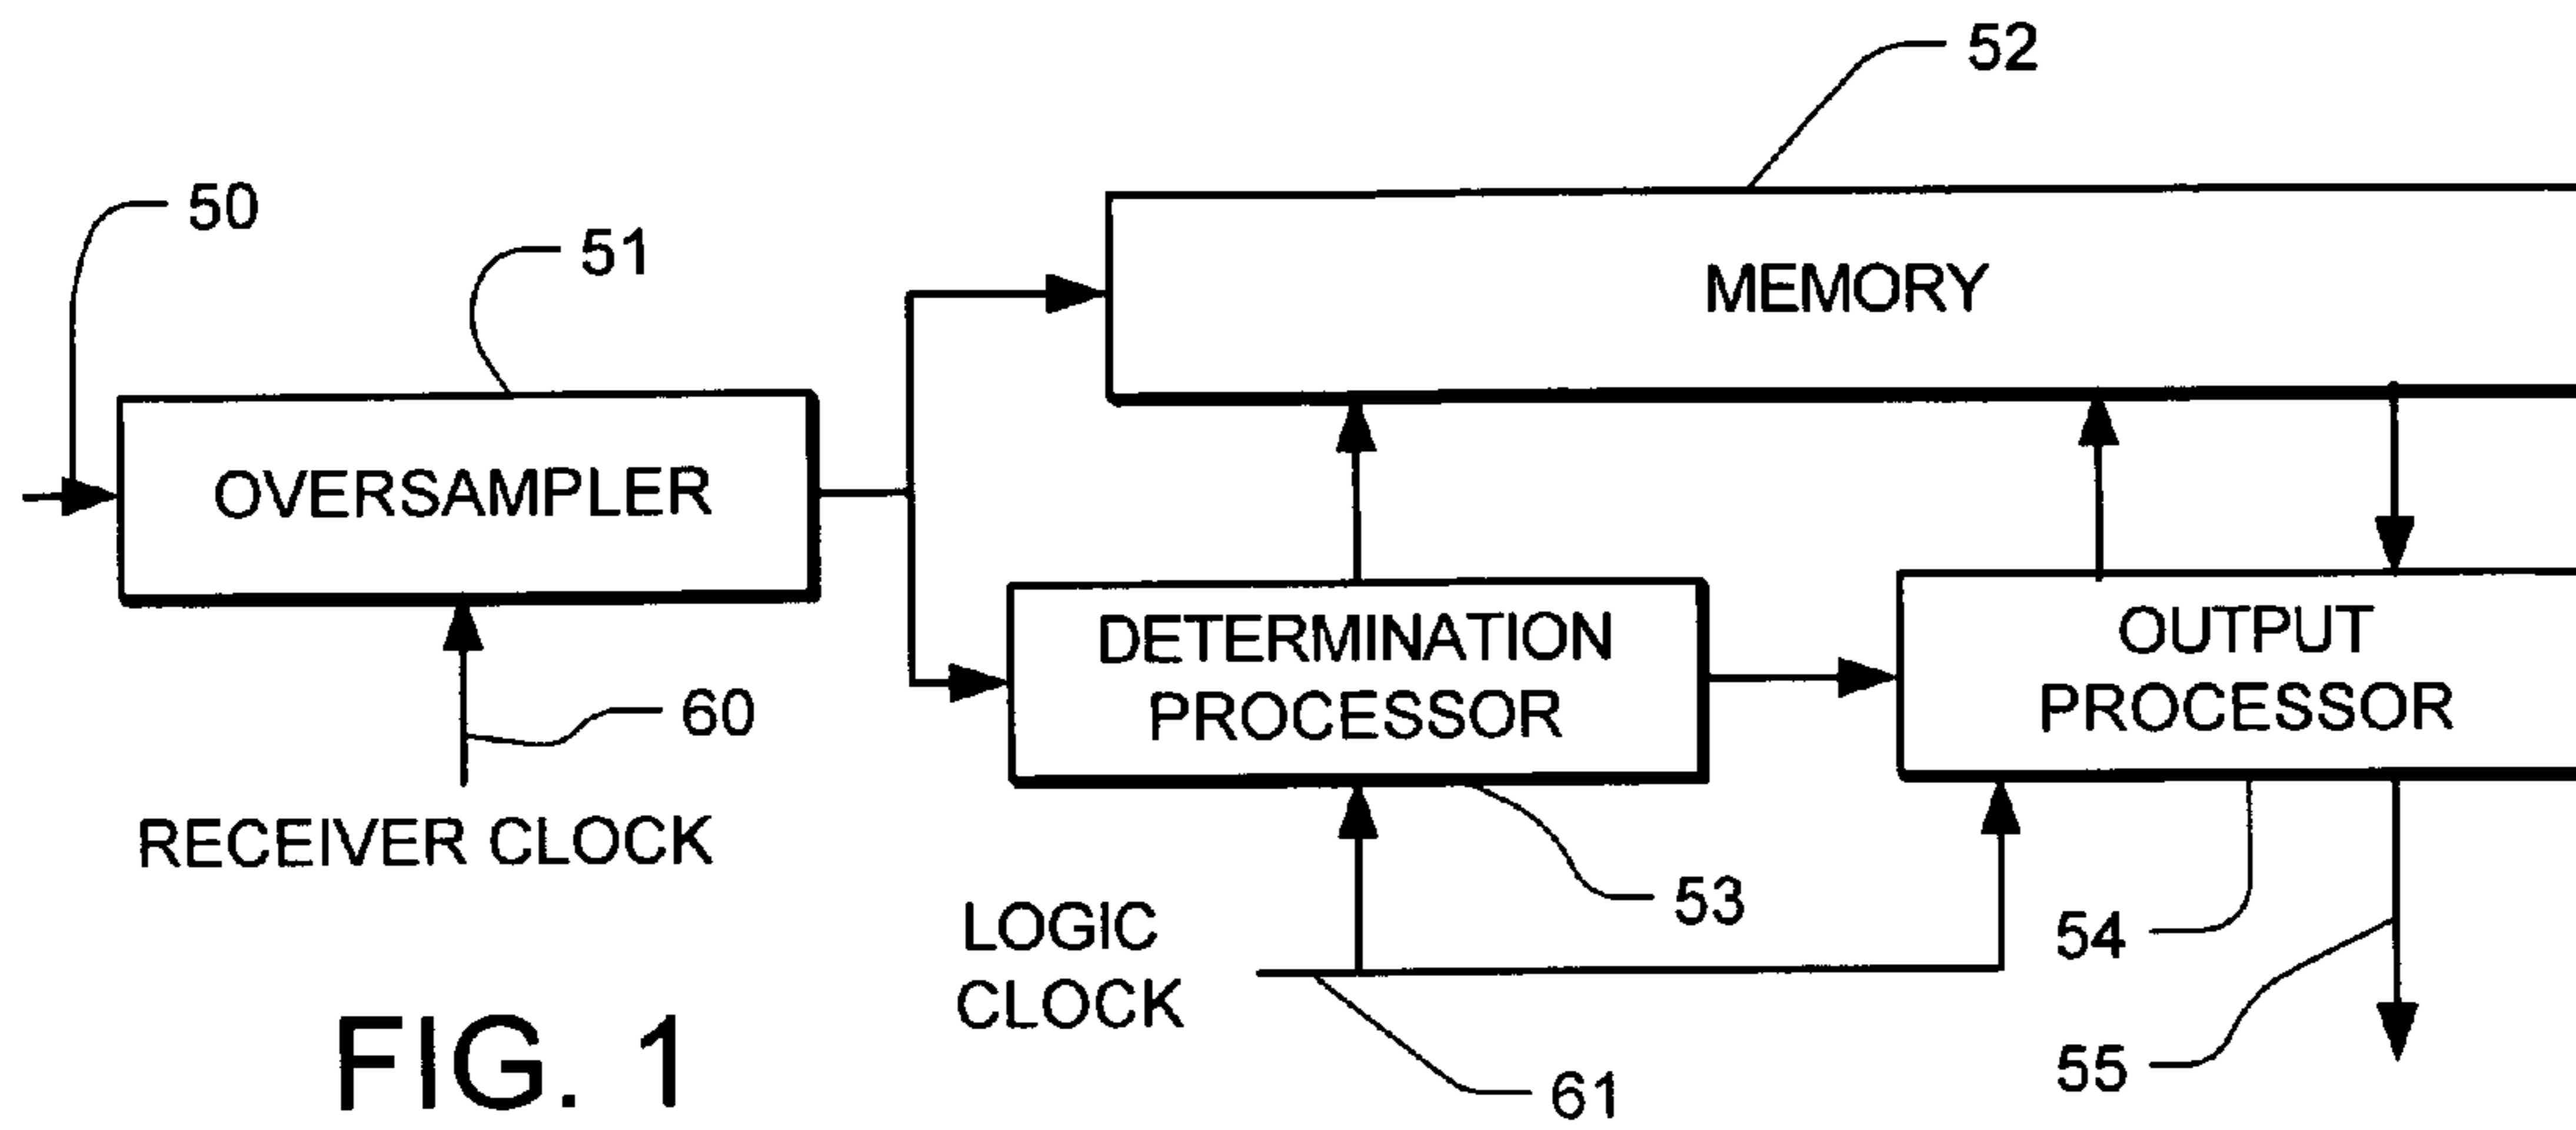 52
50
51
MEMORY
OVERSAMPLER
DETERMINATION
PROCESSOR
OUTPUT
PROCESSOR
60
RECEIVER CLOCK
53
LOGIC
CLOCK
54
55
61
FIG. 1